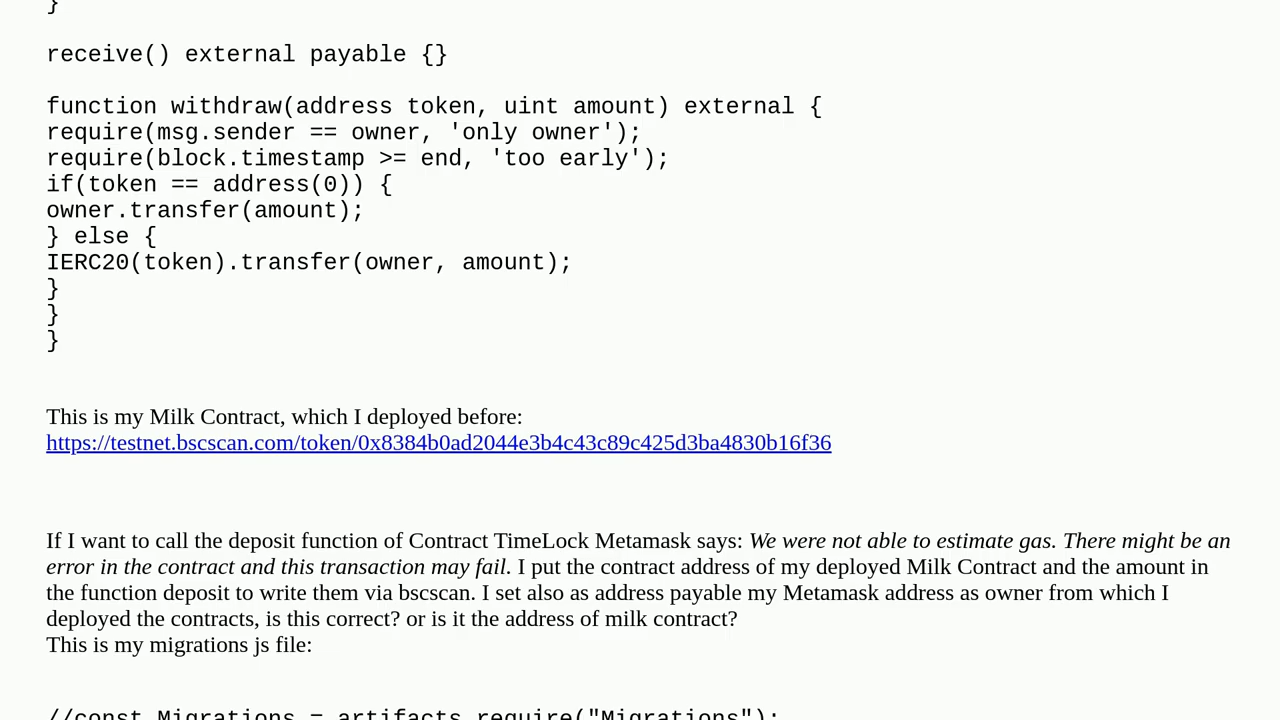 }
receive() external payable {}
function withdraw(address token, uint amount) external {
require(msg.sender == owner, 'only owner');
require(block.timestamp >= end, 'too early');
if(token == address(0)) {
owner.transfer(amount);
} else {
IERC20(token).transfer(owner, amount);
}
}
}
This is my Milk Contract, which I deployed before:
https://testnet.bscscan.com/token/0x8384b0ad2044e3b4c43c89c425d3ba4830b16f36
If I want to call the deposit function of Contract TimeLock Metamask says: We were not able to estimate gas. There might be an
error in the contract and this transaction may fail. I put the contract address of my deployed Milk Contract and the amount in
the function deposit to write them via bscscan. I set also as address payable my Metamask address as owner from which I
deployed the contracts, is this correct? or is it the address of milk contract?
This is my migrations js file:
//const Migrations = artifacts.require("Migrations");